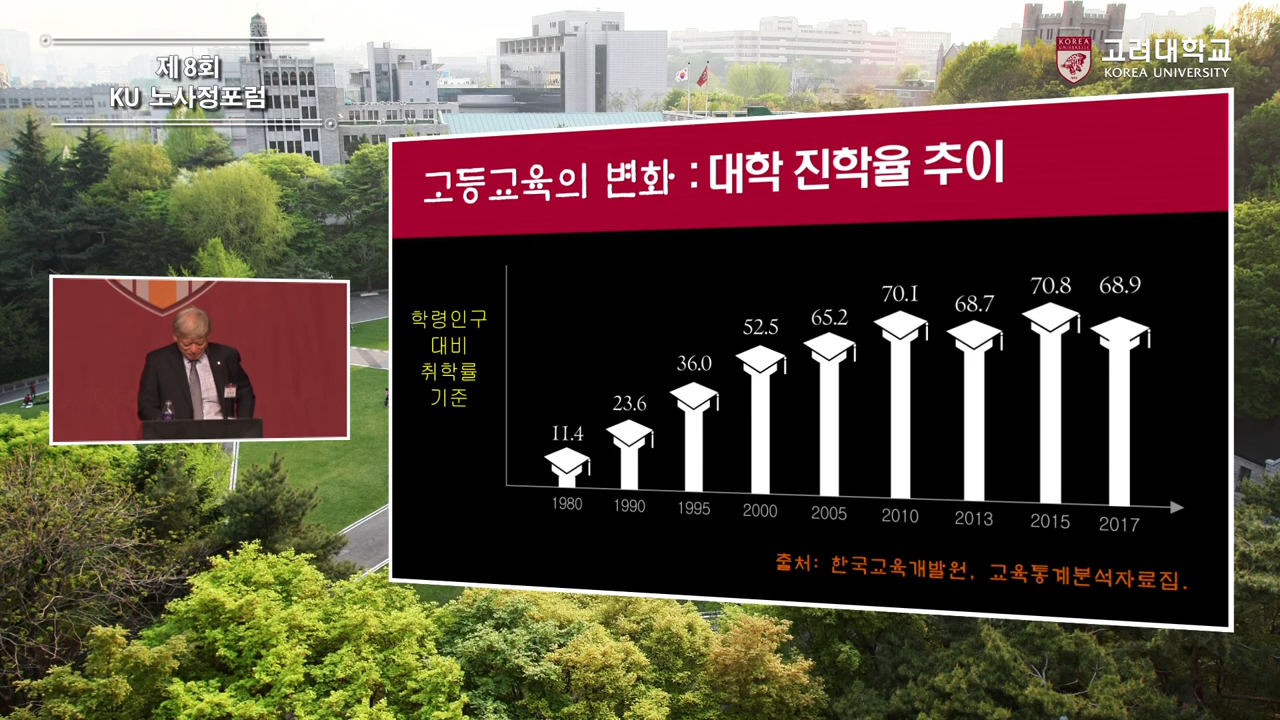 제8회
KU 노사정포럼
KOREA
UNIVERSITY
고려대학교
KOREA UNIVERSITY
고등교육의 변화 : 대학 진학율 추이
학령인구
대비
취학률
기준
11.4
23.6
36.0
52.5
65.2
70.1
68.7
70.8
68.9
1980
1990
1995
2000
2005
2010
2013
2015
2017
출처: 한국교육개발원, 교육통계분석자료집.